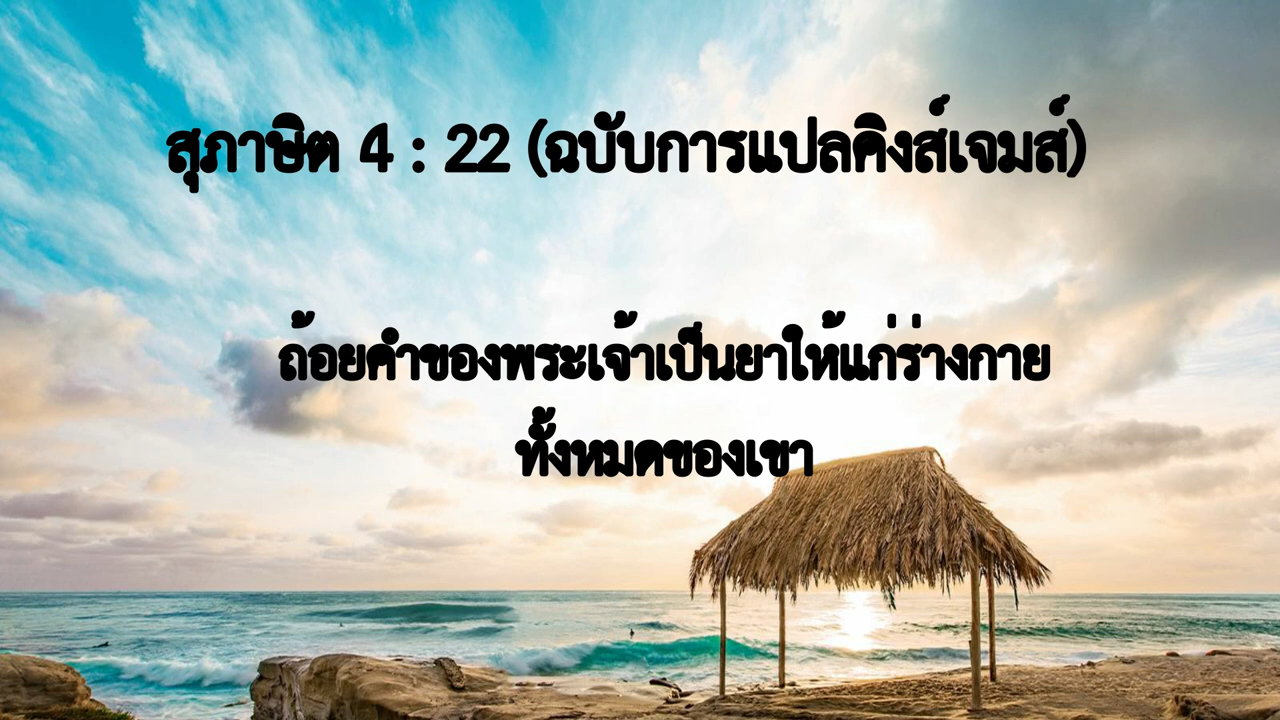 สุภาษิต 4 : 22 (ฉบับการแปลคิงส์เจมส์)
ถ้อยคำของพระเจ้าเป็นยาให้แก่ร่างกาย
ทั้งหมดของเขา